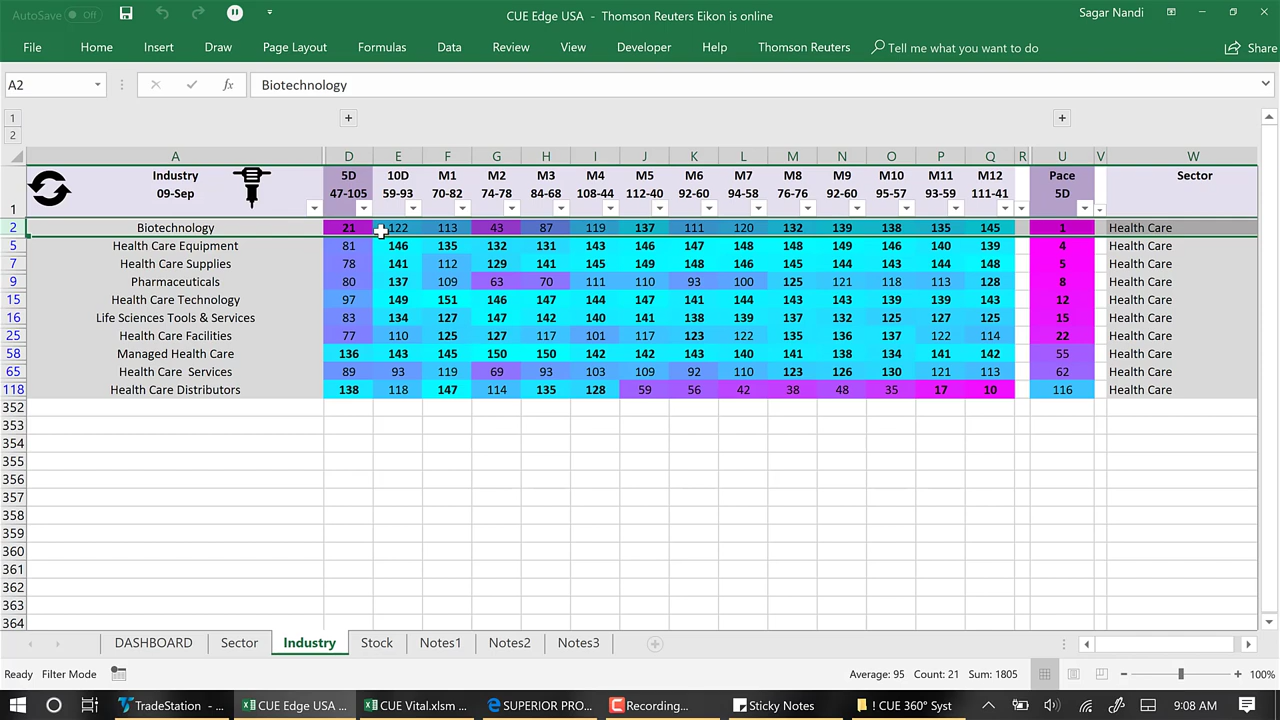 AutoSave Off CUE Edge USA – Thomson Reuters Eikon is online Sagar Nandi
File Home Insert Draw Page Layout Formulas Data Review View Developer Help Thomson Reuters Tell me what you want to do Share
A2 fx Biotechnology
1
2
A D E F G H I J K L M N O P Q R U V W
Industry 5D 10D M1 M2 M3 M4 M5 M6 M7 M8 M9 M10 M11 M12 Pace Sector
1 09-Sep 47-105 59-93 70-82 74-78 84-68 108-44 112-40 92-60 94-58 76-76 92-60 95-57 93-59 111-41 5D
2 Biotechnology 21 122 113 43 87 119 137 111 120 132 139 138 135 145 1 Health Care
5 Health Care Equipment 81 146 135 132 131 143 146 147 148 148 149 146 140 139 4 Health Care
7 Health Care Supplies 78 141 112 129 141 145 149 148 146 145 144 143 144 148 5 Health Care
9 Pharmaceuticals 80 137 109 63 70 111 110 93 100 125 121 118 113 128 8 Health Care
15 Health Care Technology 97 149 151 146 147 144 147 141 144 143 143 139 139 143 12 Health Care
16 Life Sciences Tools & Services 83 134 127 147 142 140 141 138 139 137 132 125 127 125 15 Health Care
25 Health Care Facilities 77 110 125 127 117 101 117 123 122 135 136 137 122 114 22 Health Care
58 Managed Health Care 136 143 145 150 150 142 142 143 140 141 138 134 141 142 55 Health Care
65 Health Care Services 89 93 119 69 93 103 109 92 110 123 126 130 121 113 62 Health Care
118 Health Care Distributors 138 118 147 114 135 128 59 56 42 38 48 35 17 10 116 Health Care
352
353
454
355
356
357
358
359
360
361
362
363
364
DASHBOARD Sector Industry Stock Notes1 Notes2 Notes3
Ready Filter Mode Average: 95 Count: 21 Sum: 1805 100%
TradeStation - ... CUE Edge USA ... CUE Vital.xlsm ... SUPERIOR PRO... Recording... Sticky Notes ! CUE 360° Syst 9:08 AM